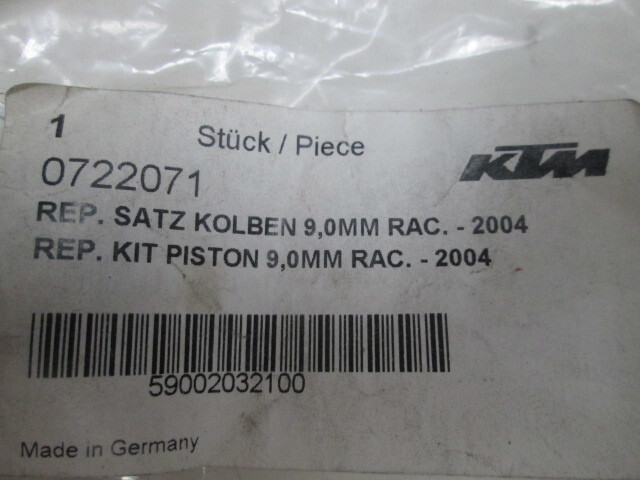 1 Stück / Piece
KTM
0722071
REP. SATZ KOLBEN 9,0MM RAC. - 2004
REP. KIT PISTON 9,0MM RAC. - 2004
59002032100
Made in Germany